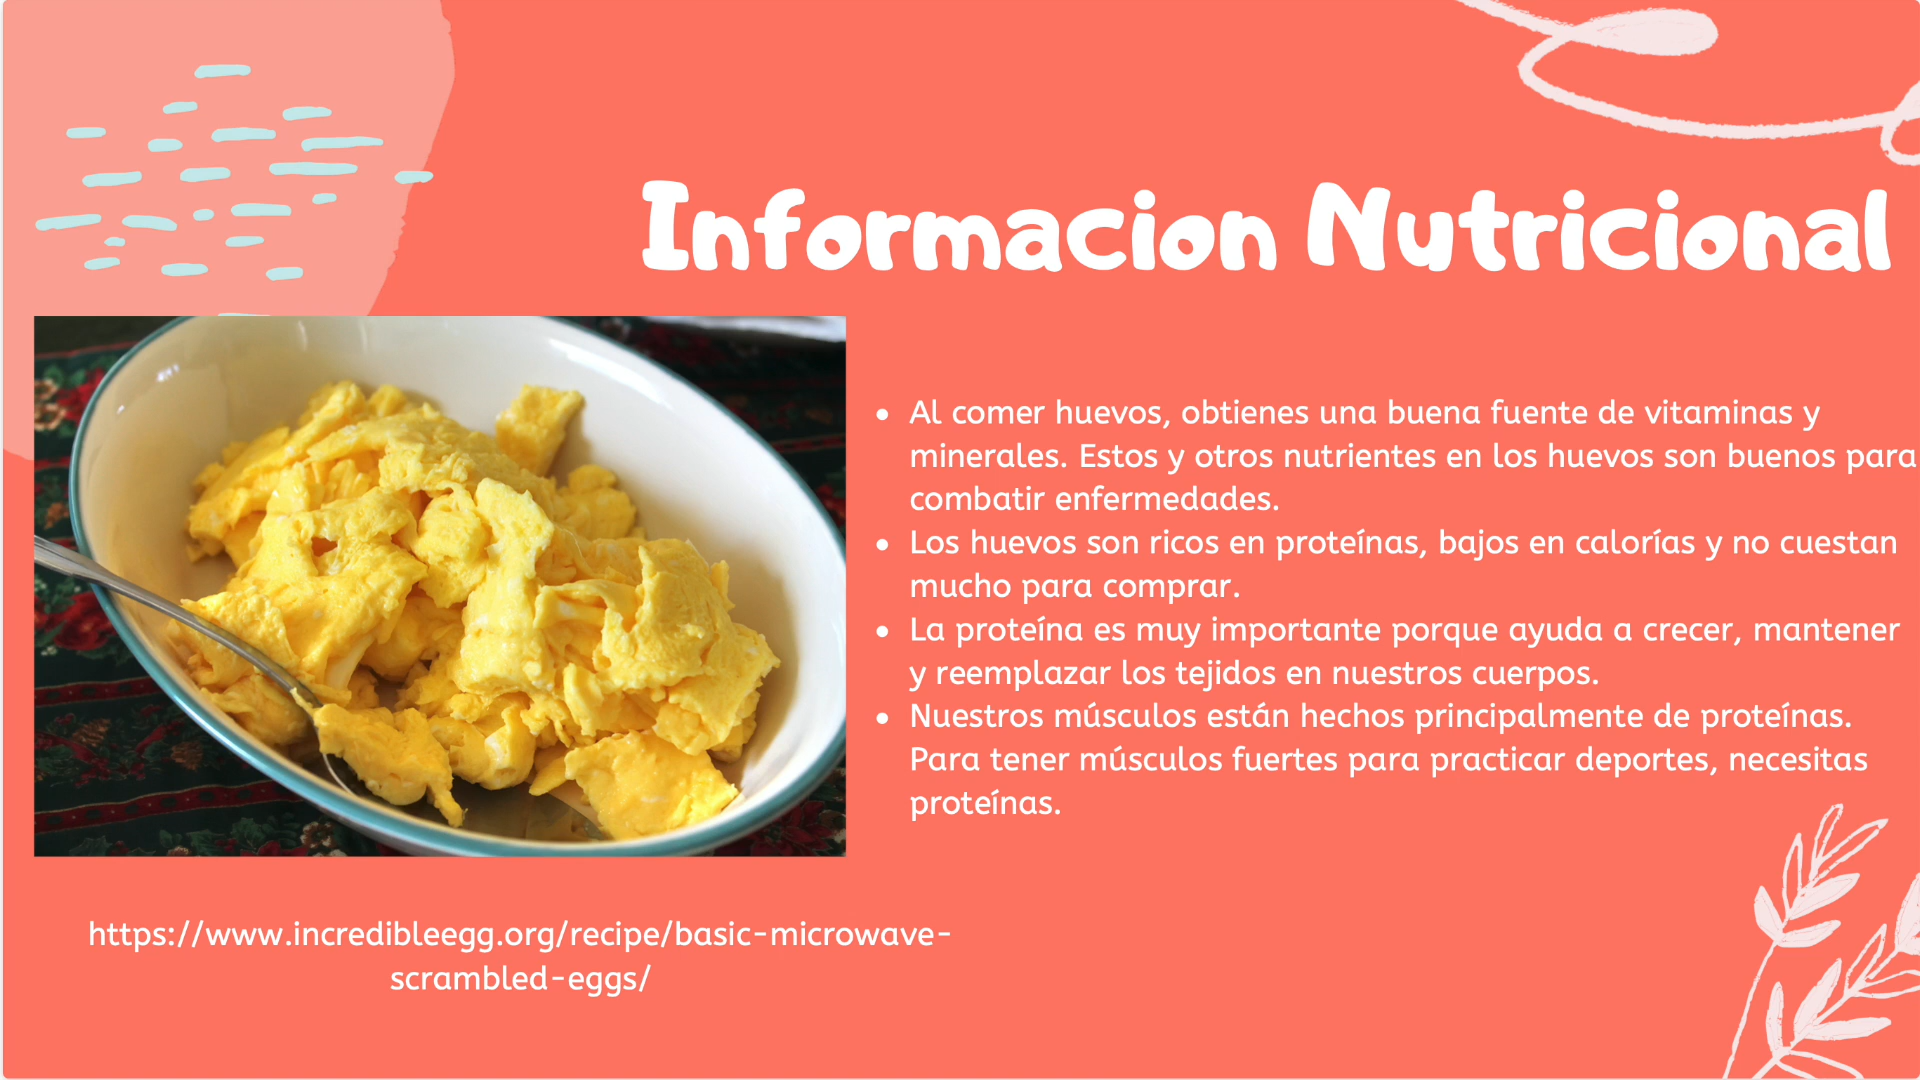 Informacion Nutricional
• Al comer huevos, obtienes una buena fuente de vitaminas y
minerales. Estos y otros nutrientes en los huevos son buenos para
combatir enfermedades.
• Los huevos son ricos en proteínas, bajos en calorías y no cuestan
mucho para comprar.
• La proteína es muy importante porque ayuda a crecer, mantener
y reemplazar los tejidos en nuestros cuerpos.
• Nuestros músculos están hechos principalmente de proteínas.
Para tener músculos fuertes para practicar deportes, necesitas
proteínas.
https://www.incredibleegg.org/recipe/basic-microwave-
scrambled-eggs/